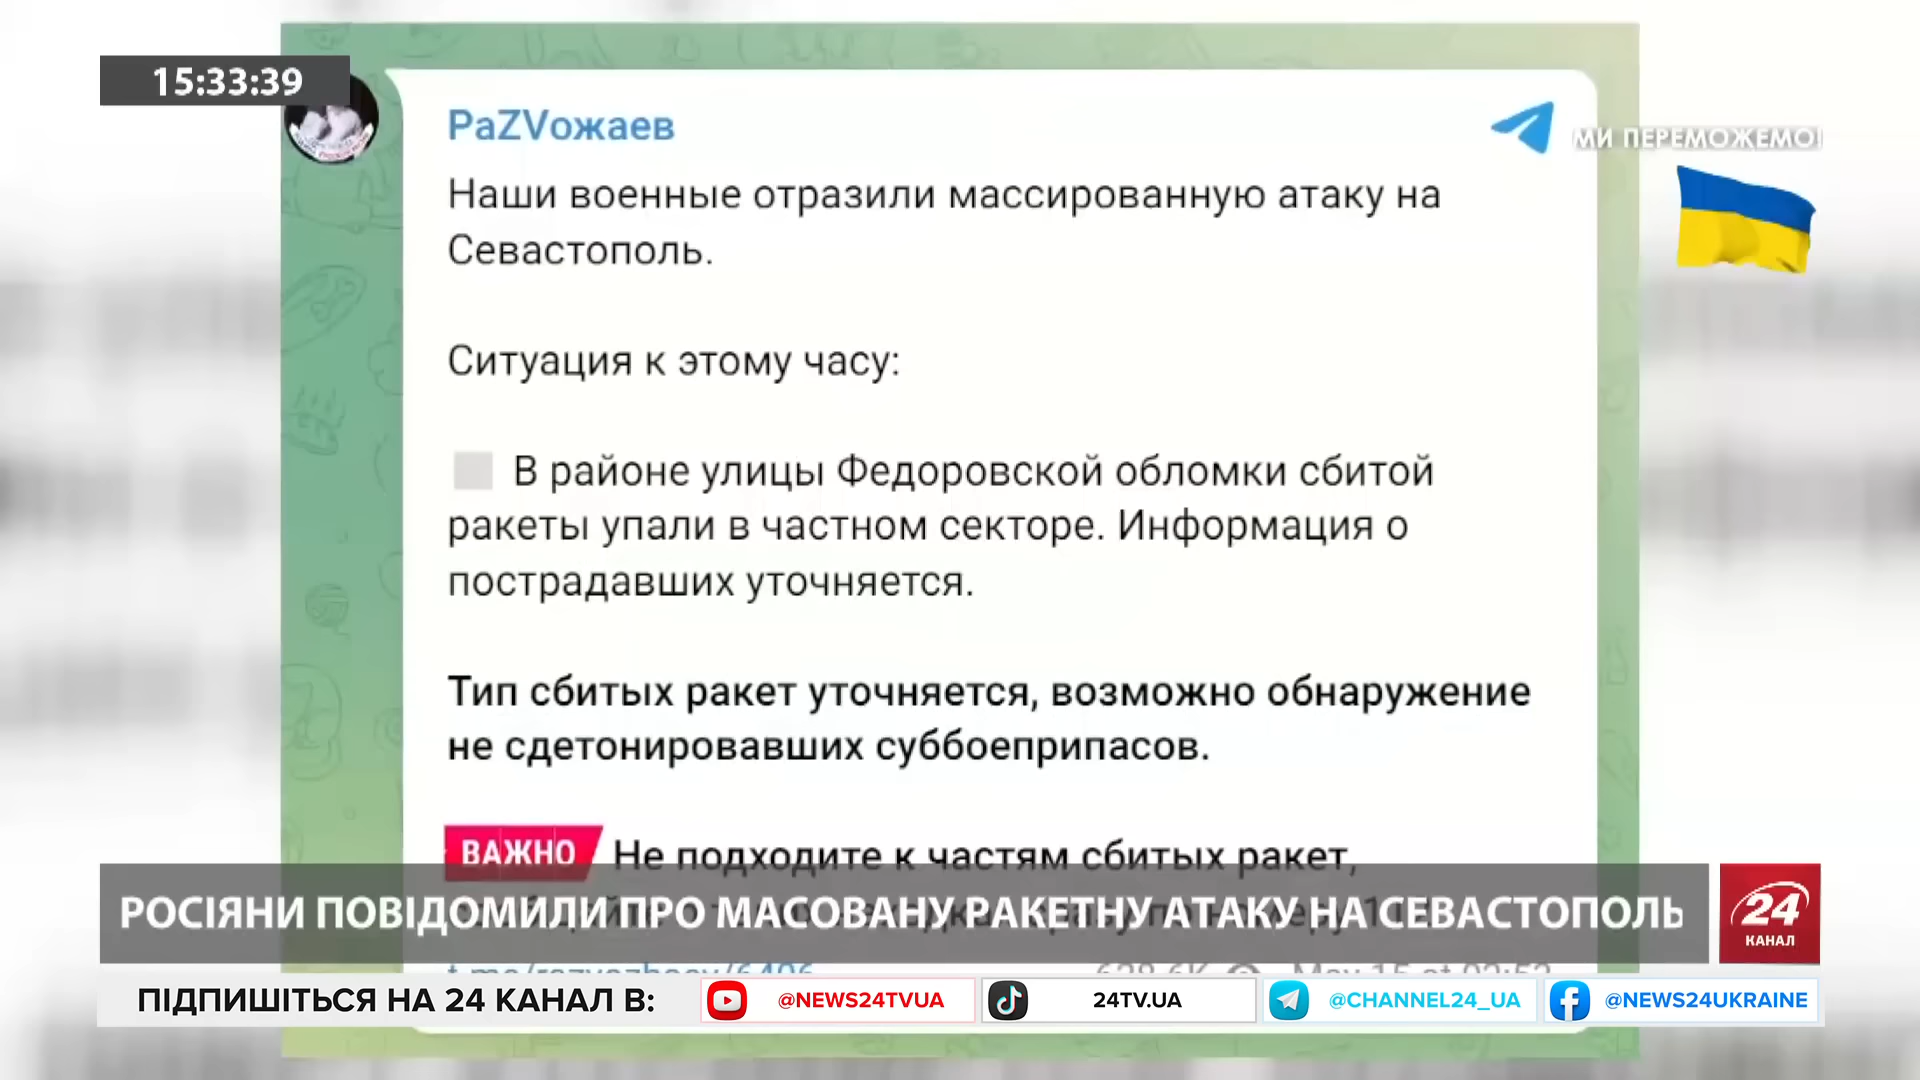 15:33:39
РаZVожаев
МИ ПЕРЕМОЖЕМО!
Наши военные отразили массированную атаку на
Севастополь.
Ситуация к этому часу:
В районе улицы Федоровской обломки сбитой
ракеты упали в частном секторе. Информация о
пострадавших уточняется.
Тип сбитых ракет уточняется, возможно обнаружение
не сдетонировавших суббоеприпасов.
ВАЖНО Не подходите к частям сбитых ракет,
РОСІЯНИ ПОВІДОМИЛИ ПРО МАСОВАНУ РАКЕТНУ АТАКУ НА СЕВАСТОПОЛЬ
24
КАНАЛ
ПІДПИШІТЬСЯ НА 24 КАНАЛ В:
@NEWS24TVUA
24TV.UA
@CHANNEL24_UA
@NEWS24UKRAINE